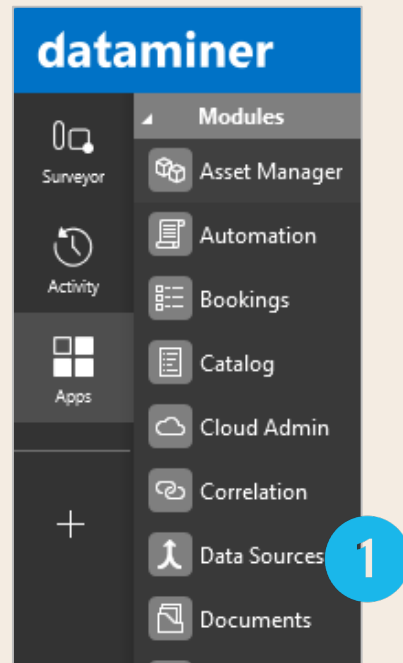 dataminer
Surveyor
Activity
Apps
Modules
Asset Manager
Automation
Bookings
Catalog
Cloud Admin
Correlation
Data Sources
1
Documents